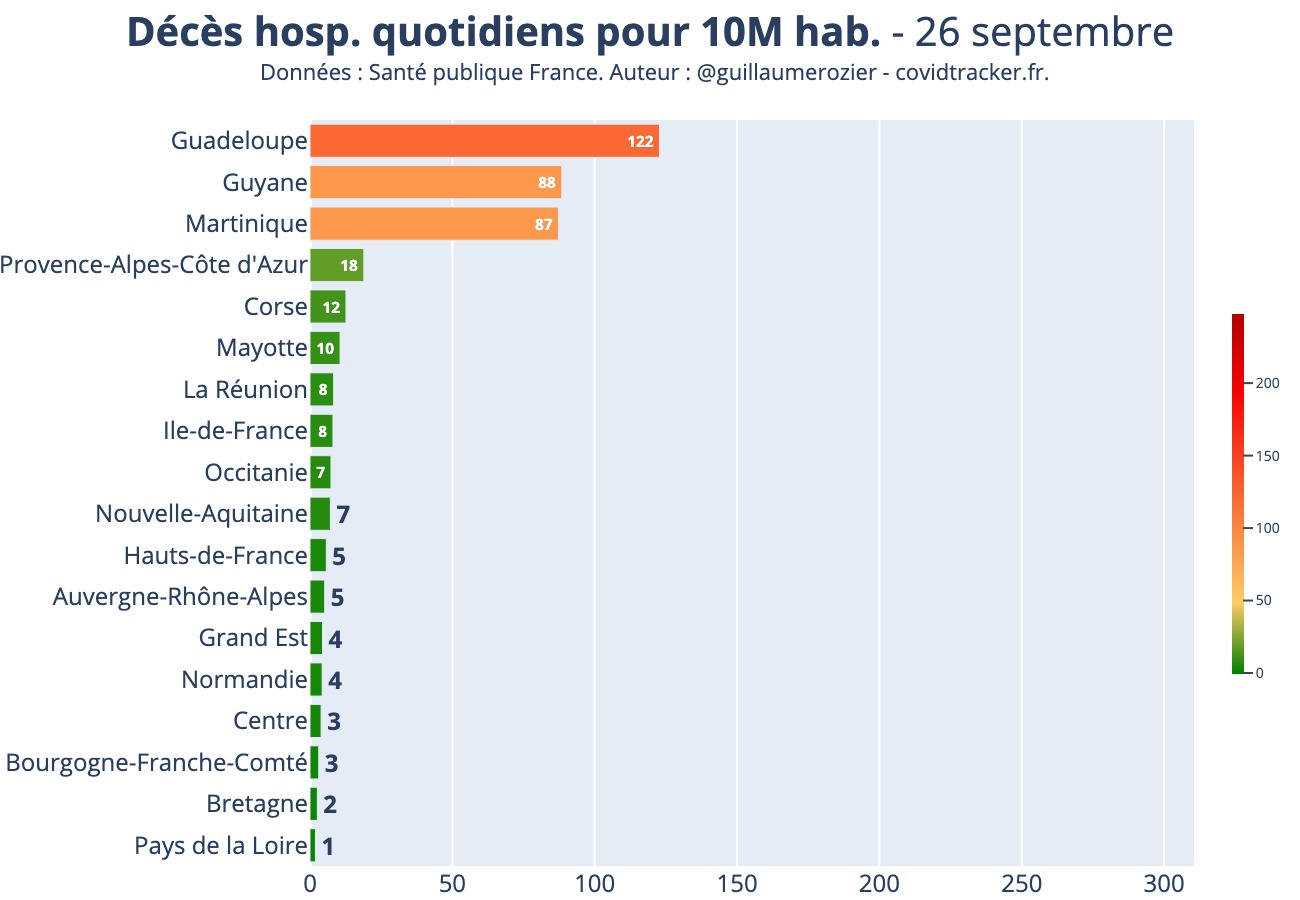 Décès hosp. quotidiens pour 10M hab. - 26 septembre
Données : Santé publique France. Auteur : @guillaumerozier - covidtracker.fr.
Guadeloupe 122
Guyane 88
Martinique 87
Provence-Alpes-Côte d'Azur 18
Corse 12
Mayotte 10
La Réunion 8
Ile-de-France 8
Occitanie 7
Nouvelle-Aquitaine 7
Hauts-de-France 5
Auvergne-Rhône-Alpes 5
Grand Est 4
Normandie 4
Centre 3
Bourgogne-Franche-Comté 3
Bretagne 2
Pays de la Loire 1
0 50 100 150 200 250 300
200
150
100
50
0